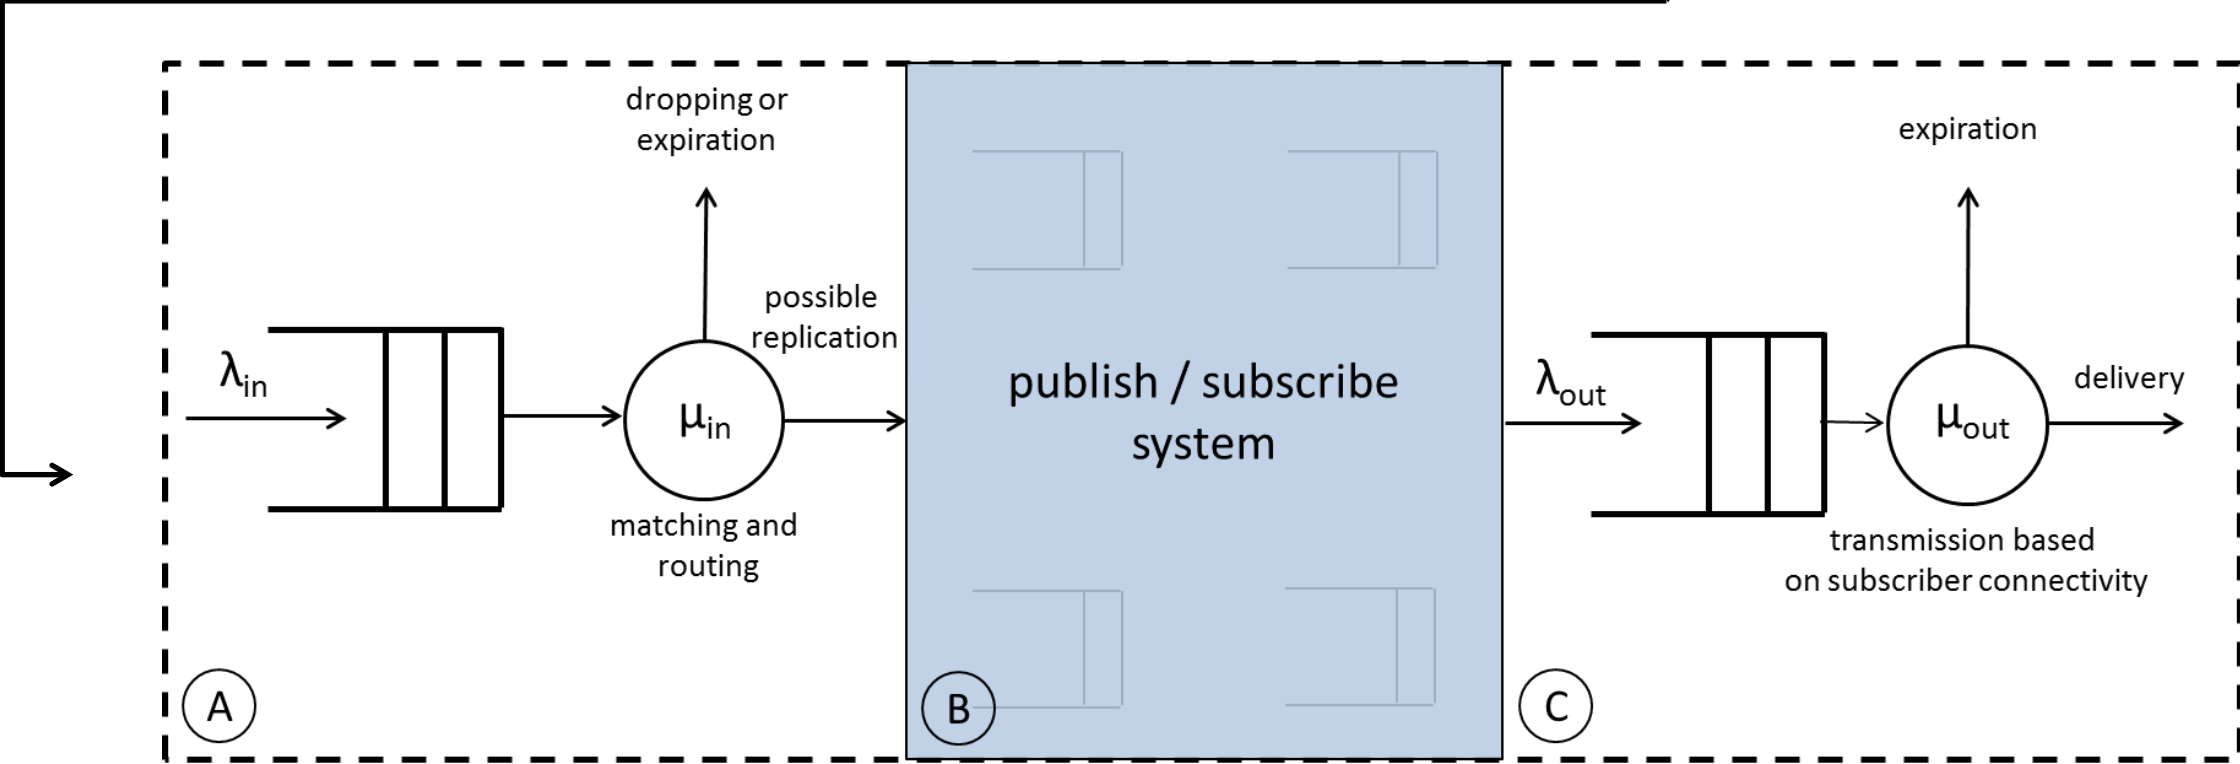 dropping or
expiration
possible
replication
λin
μin
matching and
routing
A
publish / subscribe
system
B
expiration
λout
μout
delivery
transmission based
on subscriber connectivity
C